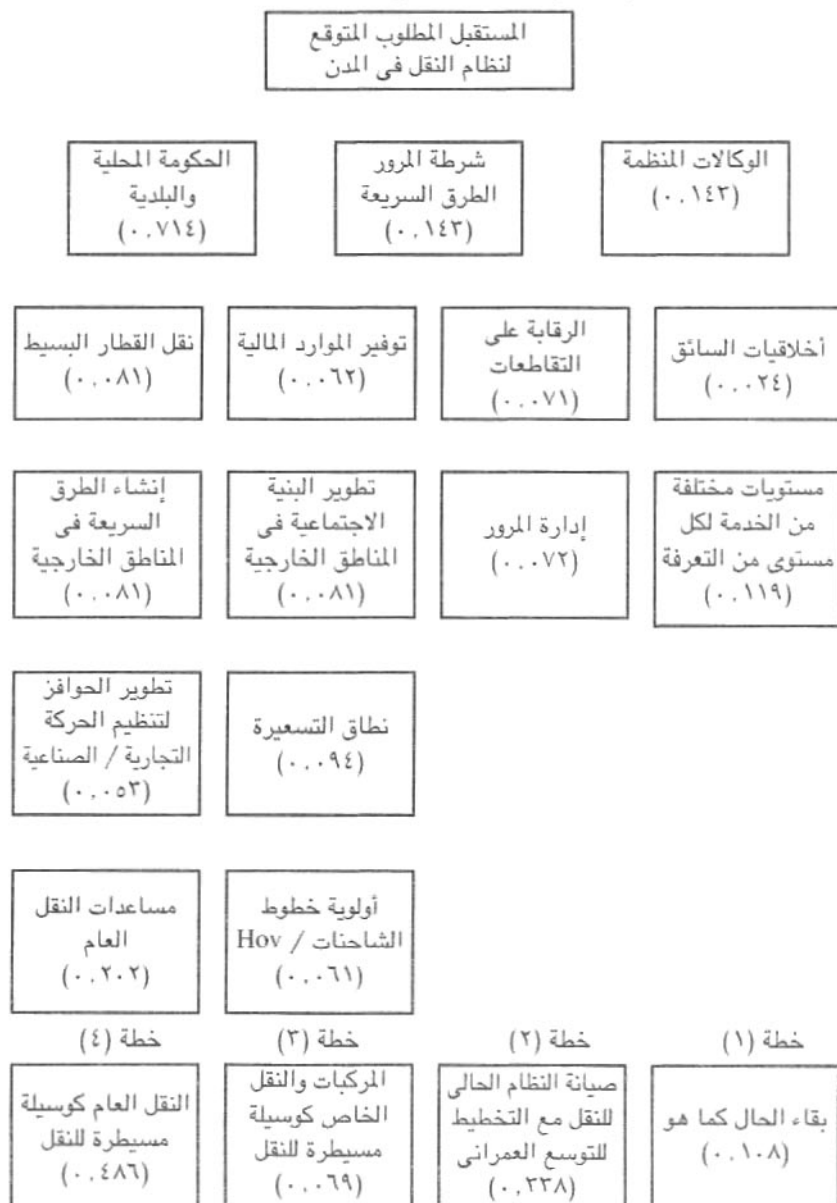 المستقبل المطلوب المتوقع
لنظام النقل فى المدن
الوكالات المنظمة
(٠,١٤٣)
شرطة المرور
الطرق السريعة
(٠,١٤٣)
الحكومة المحلية
والبلدية
(٠,٧١٤)
أخلاقيات السائق
(٠,٠٢٤)
الرقابة على
التقاطعات
(٠,٠٧١)
توفير الموارد المالية
(٠,٠٦٢)
نقل القطار البسيط
(٠,٠٨١)
مستويات مختلفة
من الخدمة لكل
مستوى من التعرفة
(٠,١١٩)
إدارة المرور
(٠,٠٧٢)
تطوير البنية
الاجتماعية فى
المناطق الخارجية
(٠,٠٨١)
إنشاء الطرق
السريعة فى
المناطق الخارجية
(٠,٠٨١)
نطاق التسعيرة
(٠,٠٩٤)
تطوير الحوافز
لتنظيم الحركة
التجارية / الصناعية
(٠,٠٥٣)
أولوية خطوط
الشاحنات / Hov
(٠,٠٦١)
مساعدات النقل
العام
(٠,٢٠٢)
خطة (١)
بقاء الحال كما هو
(٠,١٠٨)
خطة (٢)
صيانة النظام الحالى
للنقل مع التخطيط
للتوسع العمرانى
(٠,٣٣٨)
خطة (٣)
المركبات والنقل
الخاص كوسيلة
مسيطرة للنقل
(٠,٠٦٩)
خطة (٤)
النقل العام كوسيلة
مسيطرة للنقل
(٠,٤٨٦)